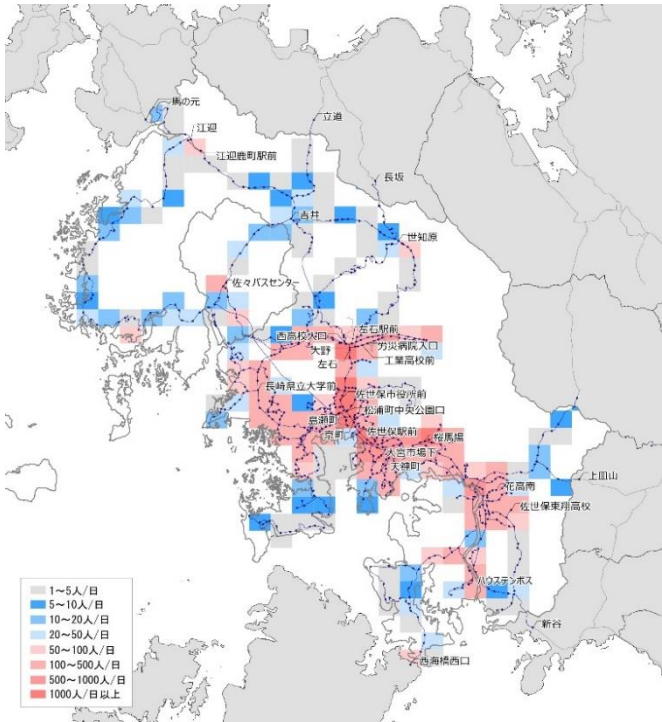 馬の元
江迎
立道
江迎鹿町駅前
長坂
吉井
世知原
佐々バスセンター
左石駅前
西高校入口
労災病院入口
大野
工業高校前
左石
長崎県立大学前
佐世保市役所前
松浦町中央公園口
島瀬町
佐世保駅前
桜馬場
京町
大宮市場下
天神町
上皿山
花高南
佐世保東翔高校
ハウステンボス
新谷
西海橋西口
1～5人/日
5～10人/日
10～20人/日
20～50人/日
50～100人/日
100～500人/日
500～1000人/日
1000人/日以上